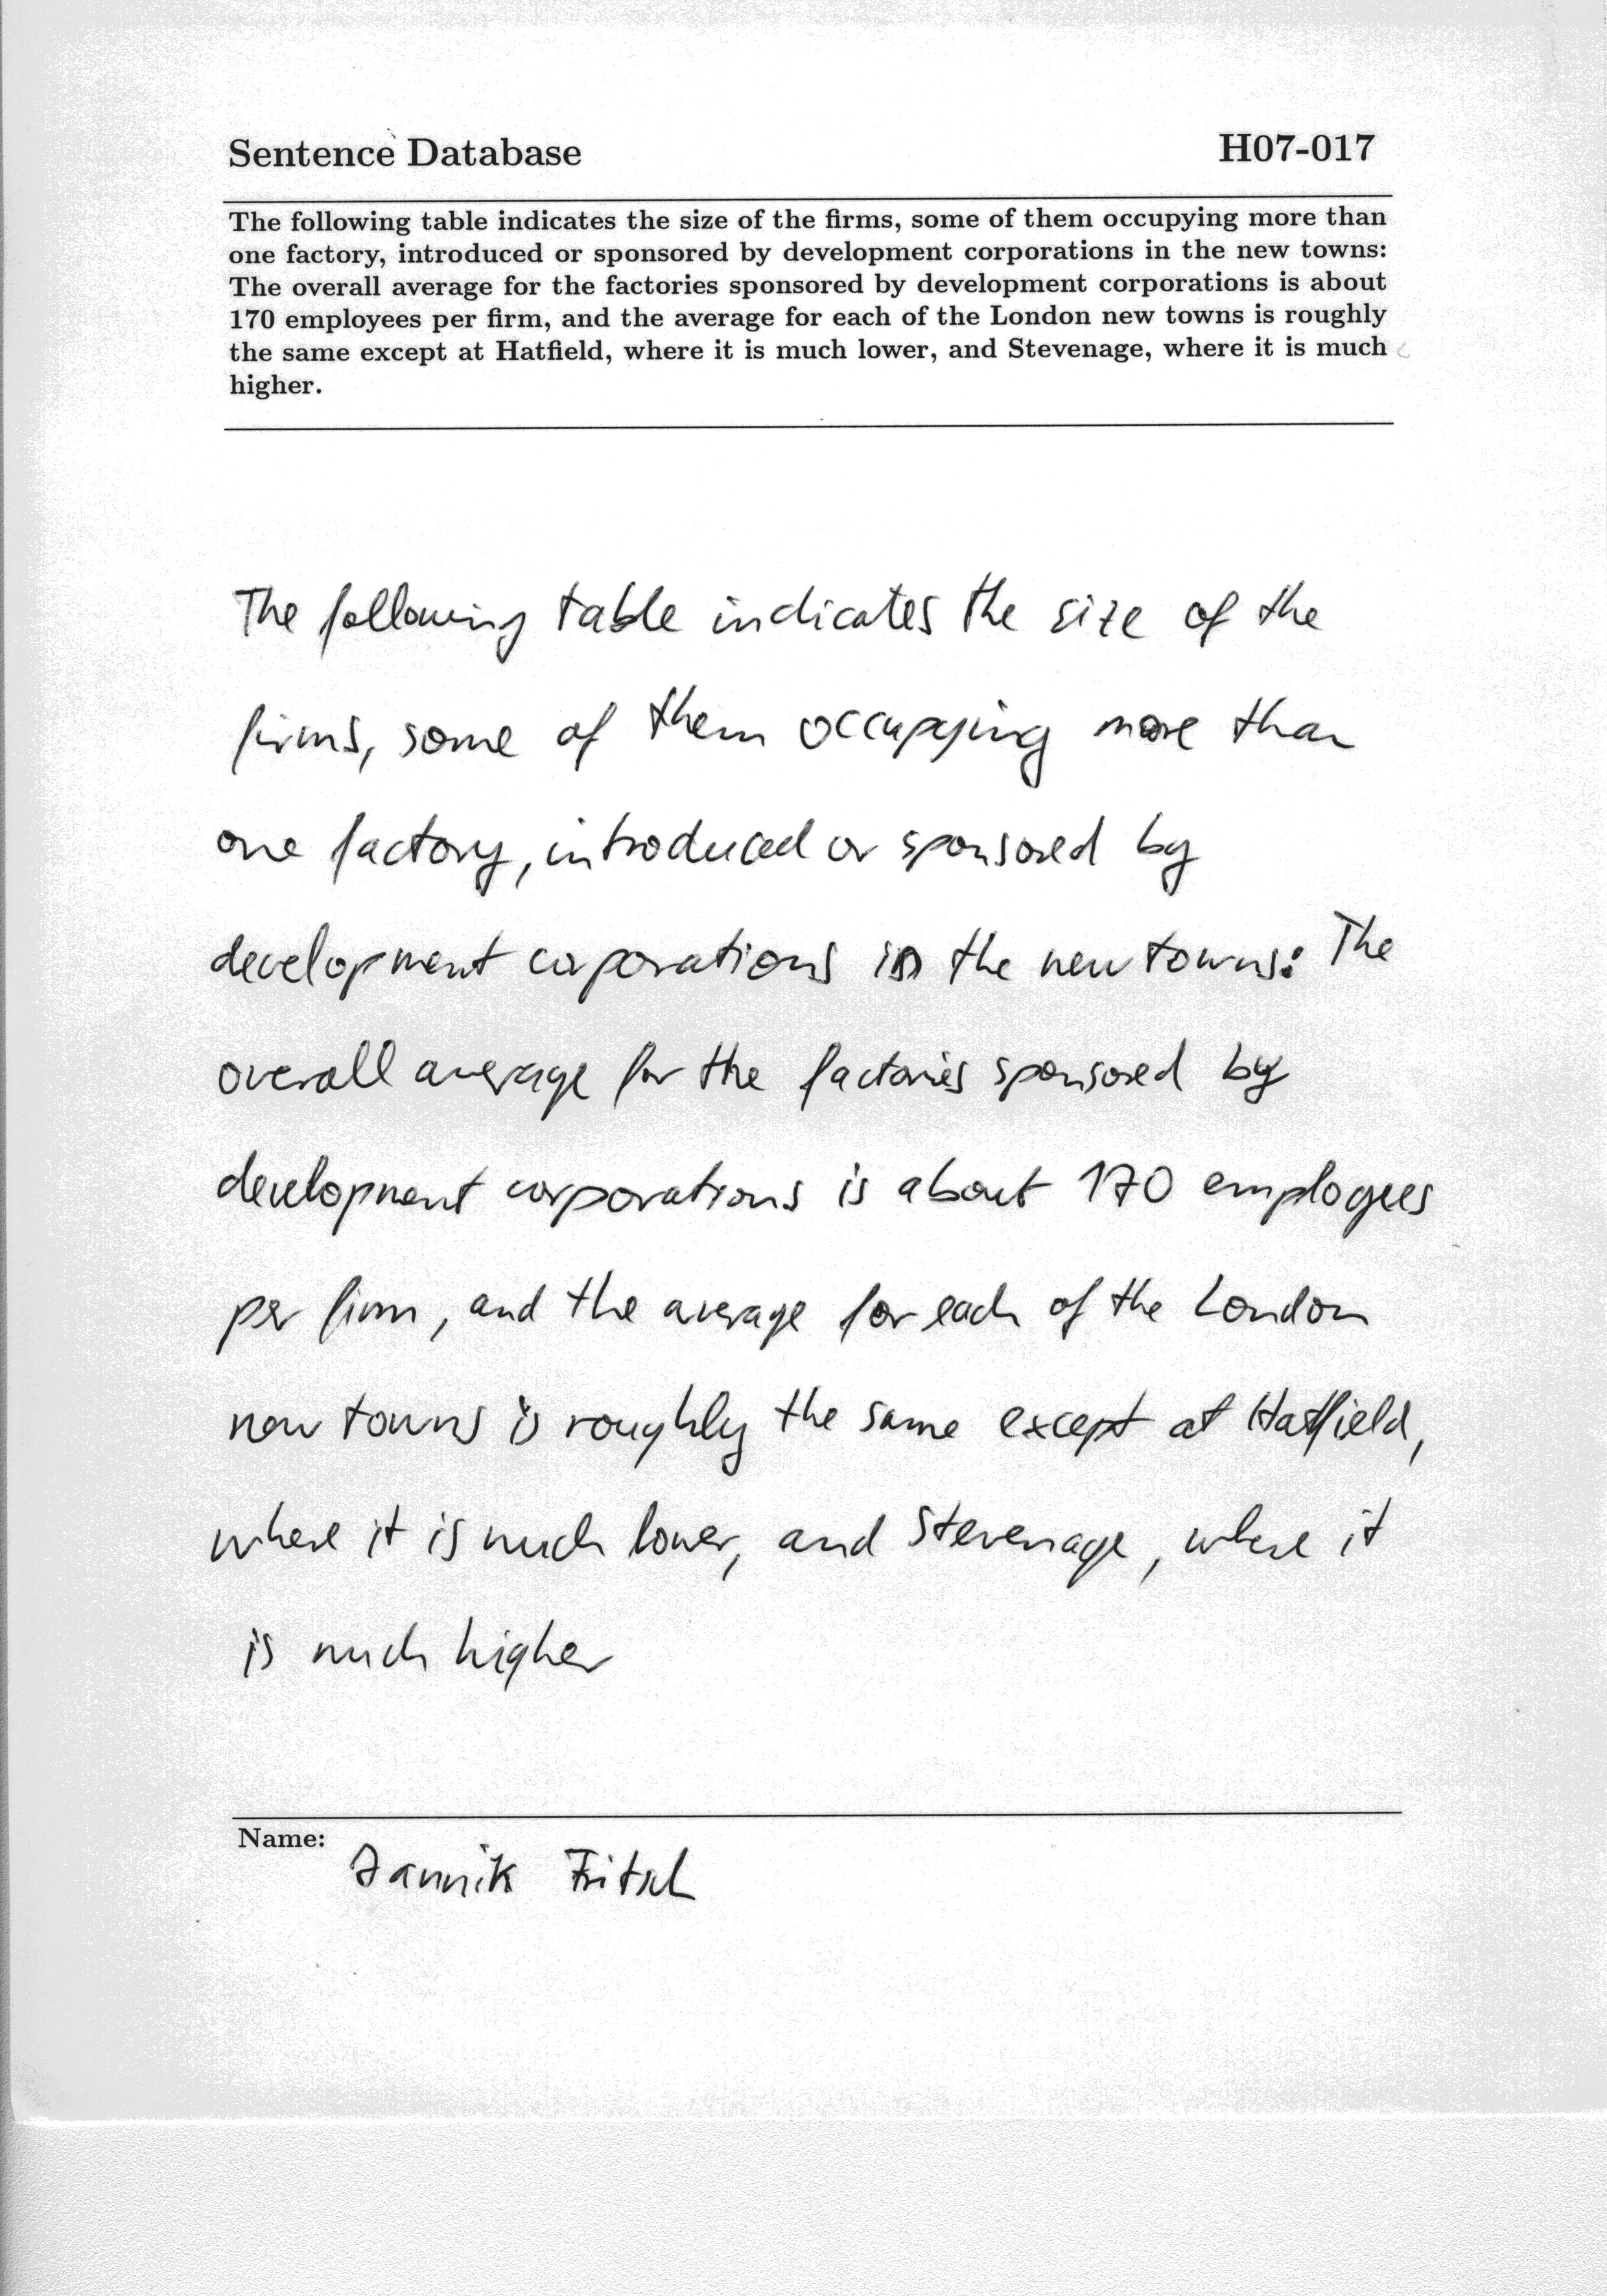 Sentence Database H07-017
The following table indicates the size of the firms, some of them occupying more than
one factory, introduced or sponsored by development corporations in the new towns:
The overall average for the factories sponsored by development corporations is about
170 employees per firm, and the average for each of the London new towns is roughly
the same except at Hatfield, where it is much lower, and Stevenage, where it is much
higher.
The following table indicates the size of the
firms, some of them occupying more than
one factory, introduced or sponsored by
development corporations in the new towns: The
overall average for the factories sponsored by
development corporations is about 170 employees
per firm, and the average for each of the London
new towns is roughly the same except at Hatfield,
where it is much lower, and Stevenage, where it
is much higher
Name:
Jannik Fritsch